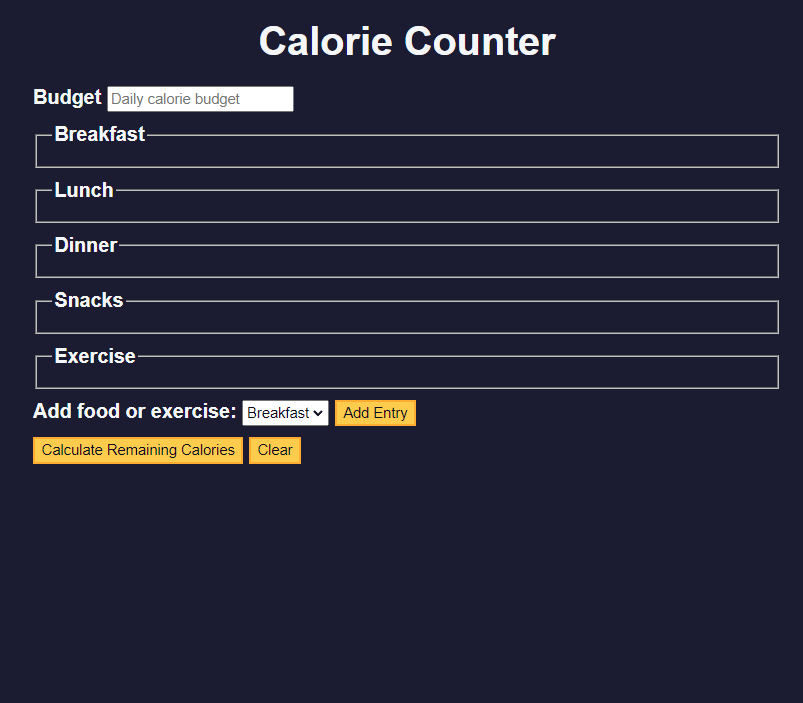 Calorie Counter
Budget Daily calorie budget
Breakfast
Lunch
Dinner
Snacks
Exercise
Add food or exercise: Breakfast Add Entry
Calculate Remaining Calories Clear